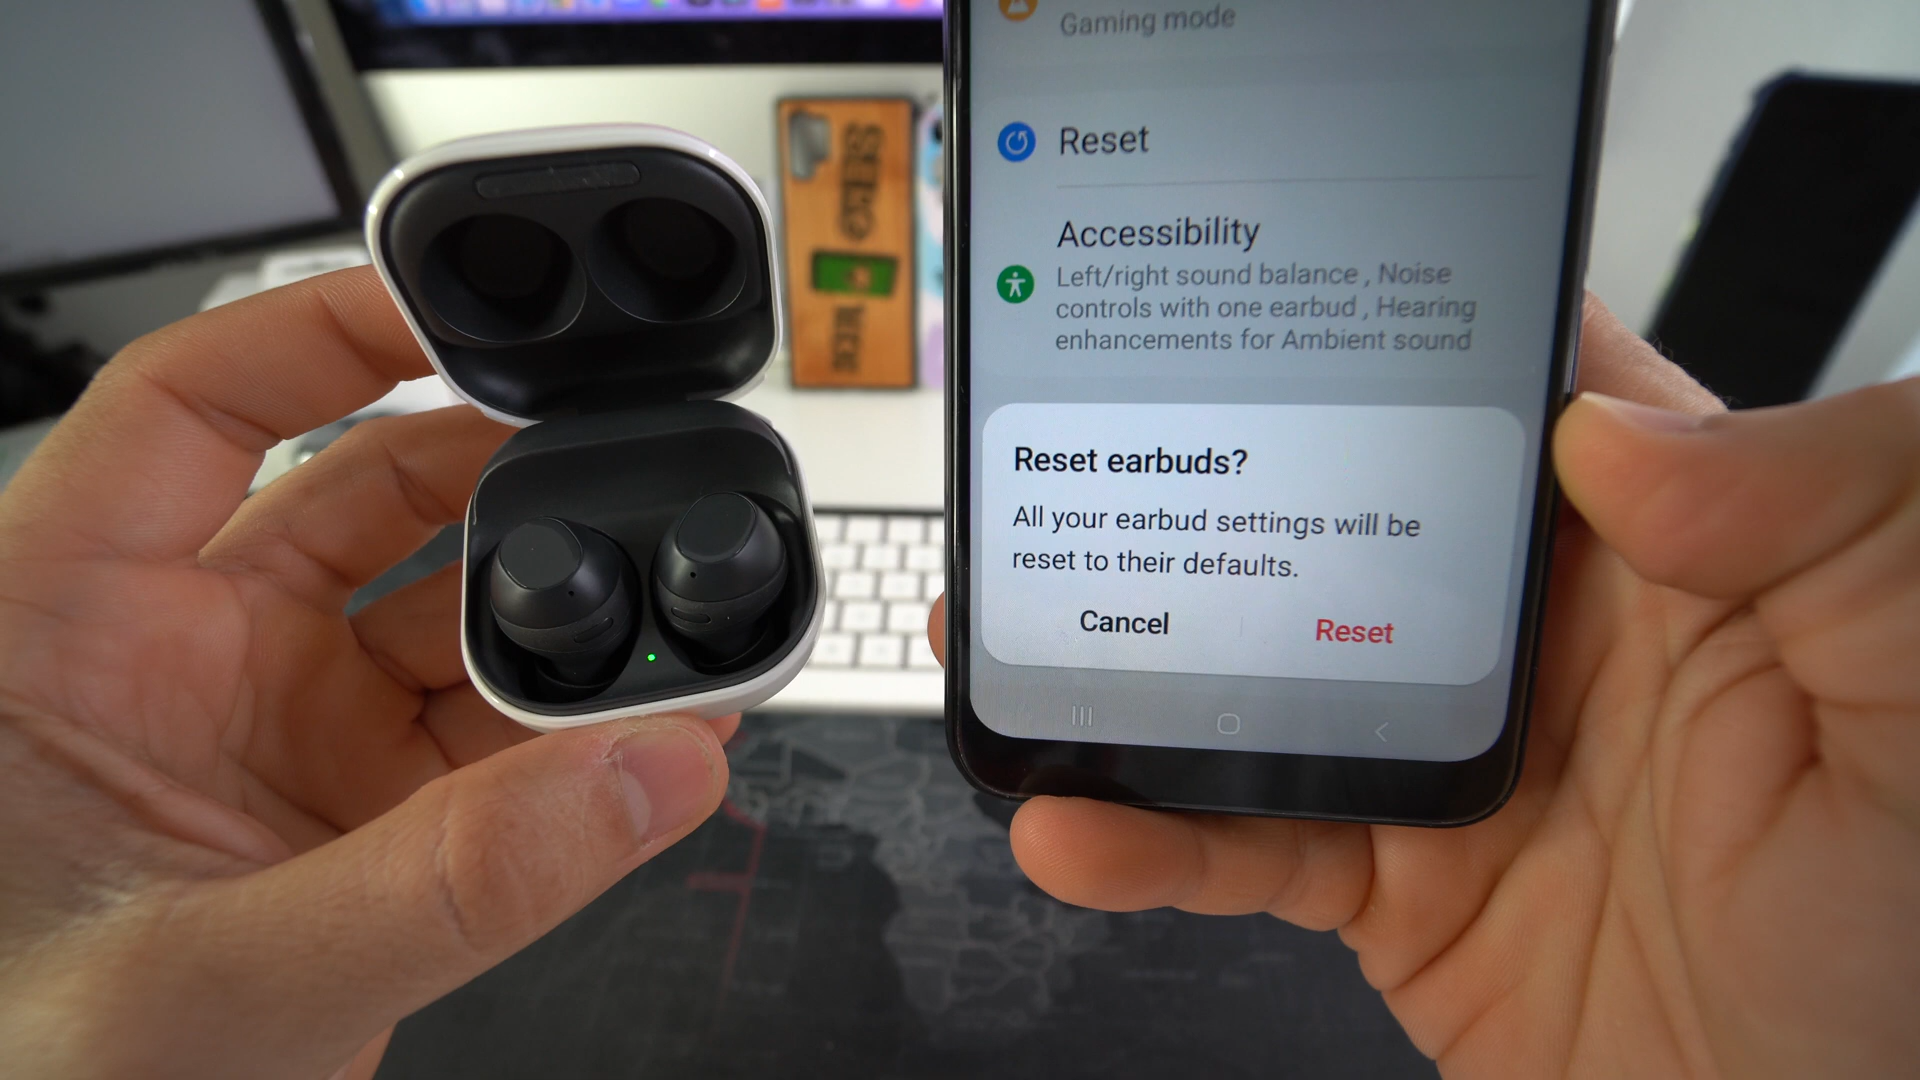 Gaming mode
Reset
Accessibility
Left/right sound balance , Noise
controls with one earbud , Hearing
enhancements for Ambient sound
Reset earbuds?
All your earbud settings will be
reset to their defaults.
Cancel
Reset